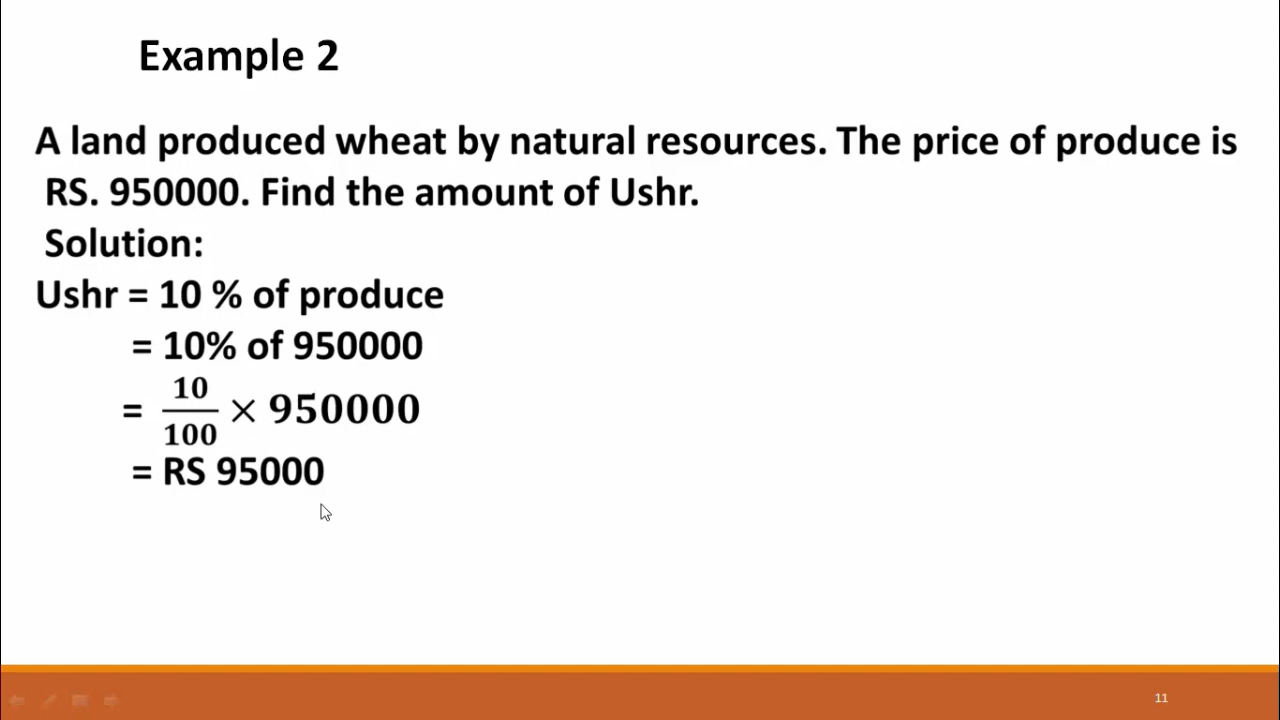 Example 2
A land produced wheat by natural resources. The price of produce is
RS. 950000. Find the amount of Ushr.
Solution:
Ushr = 10 % of produce
= 10% of 950000
= 10/100 × 950000
= RS 95000
11